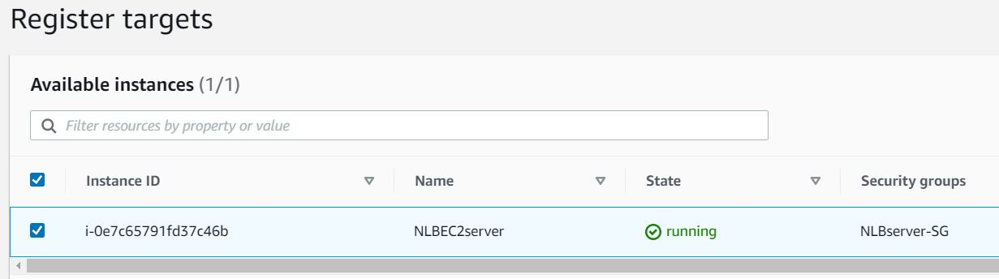 Register targets
Available instances (1/1)
Filter resources by property or value
Instance ID Name State Security groups
i-0e7c65791fd37c46b NLBEC2server running NLBserver-SG